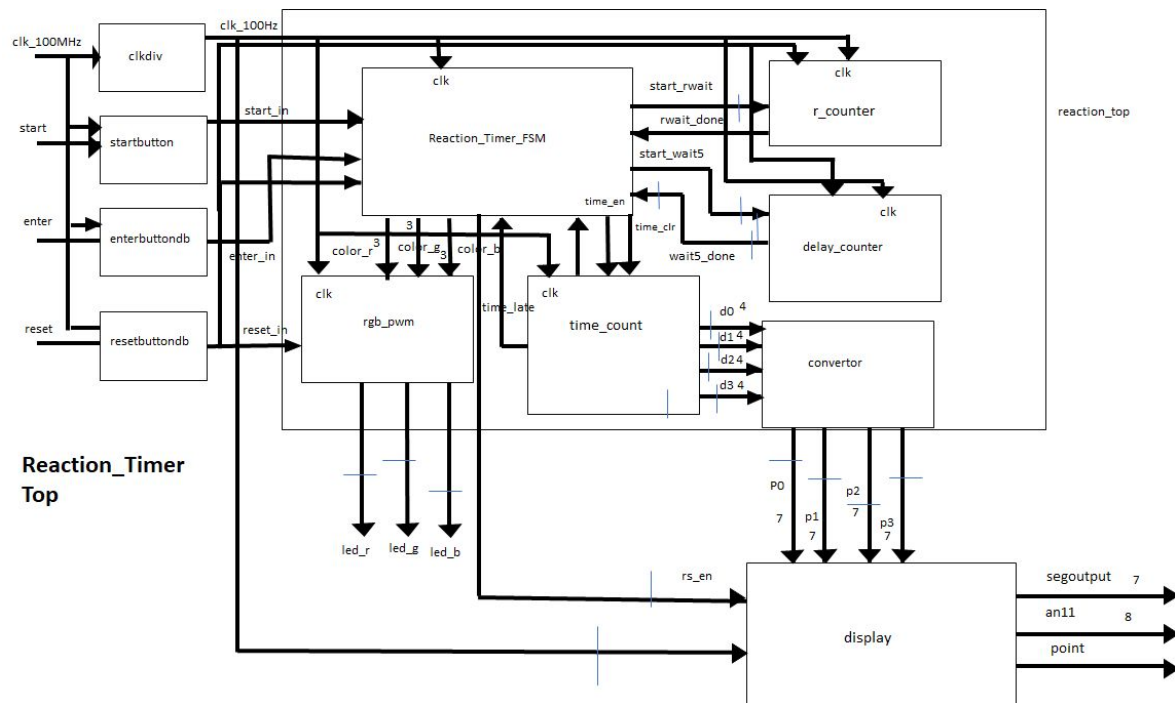 clk_100Hz
clk_100MHz
clkdiv
clk
clk
start_rwait
r_counter
reaction_top
start_in
start
startbutton
Reaction_Timer_FSM
rwait_done
start_wait5
time_en
clk
enter
enterbuttondb
enter_in
color_r
3
color_g
3
color_b
3
time_clr
wait5_done
delay_counter
clk
rgb_pwm
time_late
clk
time_count
reset
resetbuttondb
reset_in
d0 4
d1 4
d2 4
d3 4
convertor
Reaction_Timer
Top
P0
7
p1
7
p2
7
p3
7
led_r
led_g
led_b
rs_en
display
segoutput 7
an11 8
point